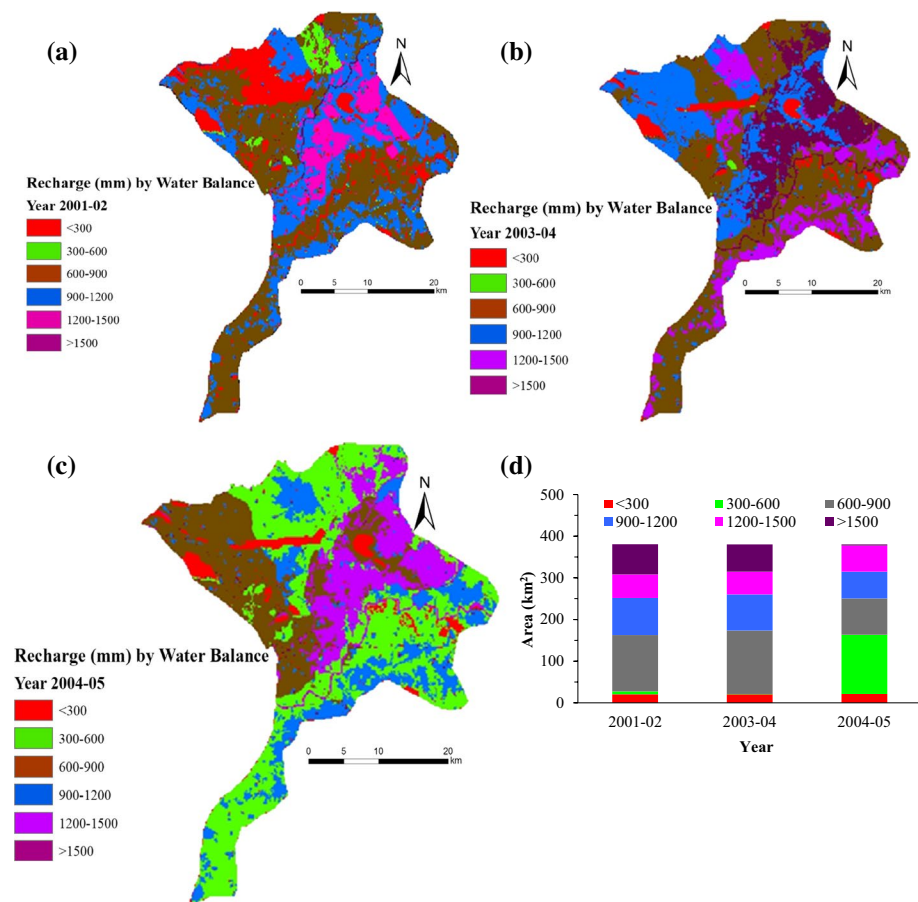 (a)
N
Recharge (mm) by Water Balance
Year 2001-02
<300
300-600
600-900
900-1200
1200-1500
>1500
0 5 10 20
km
(b)
N
Recharge (mm) by Water Balance
Year 2003-04
<300
300-600
600-900
900-1200
1200-1500
>1500
0 5 10 20
km
(c)
N
Recharge (mm) by Water Balance
Year 2004-05
<300
300-600
600-900
900-1200
1200-1500
>1500
0 5 10 20
km
(d)
<300 300-600 600-900
900-1200 1200-1500 >1500
Area (km²)
500
400
300
200
100
0
2001-02 2003-04 2004-05
Year